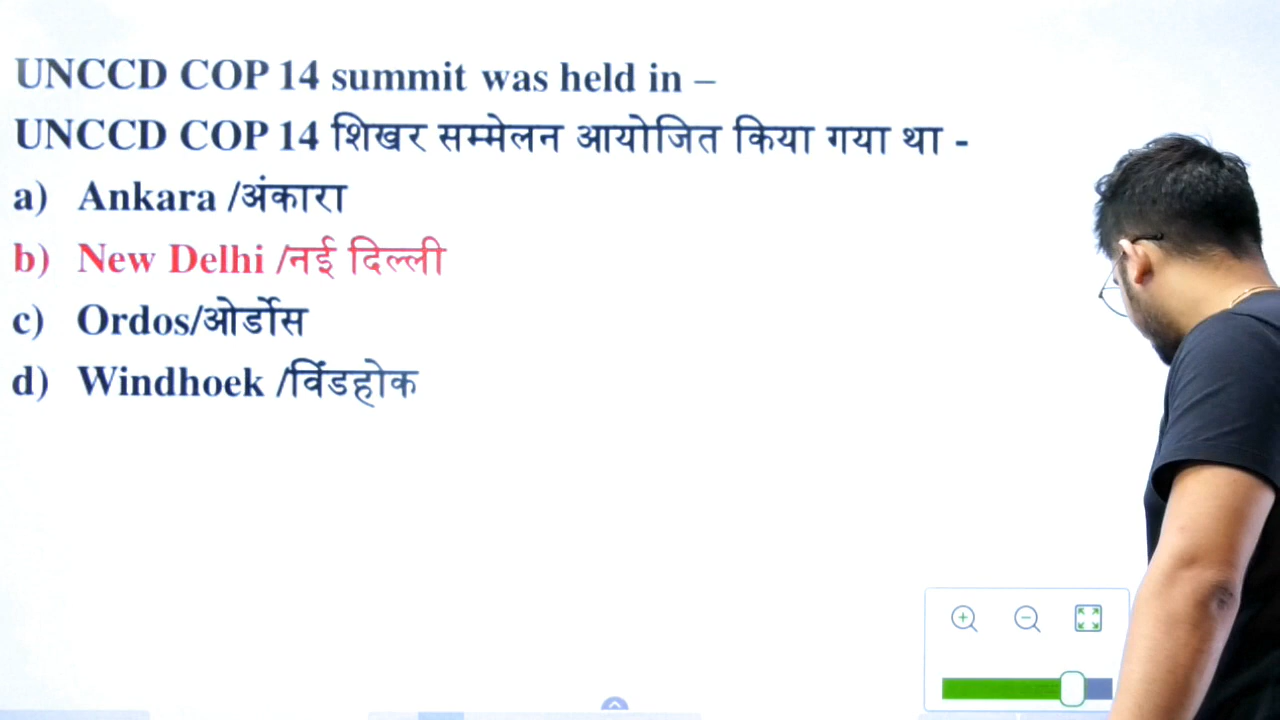 UNCCD COP 14 summit was held in –
UNCCD COP 14 शिखर सम्मेलन आयोजित किया गया था -
a) Ankara /अंकारा
b) New Delhi /नई दिल्ली
c) Ordos/ओर्डोस
d) Windhoek /विंडहोक